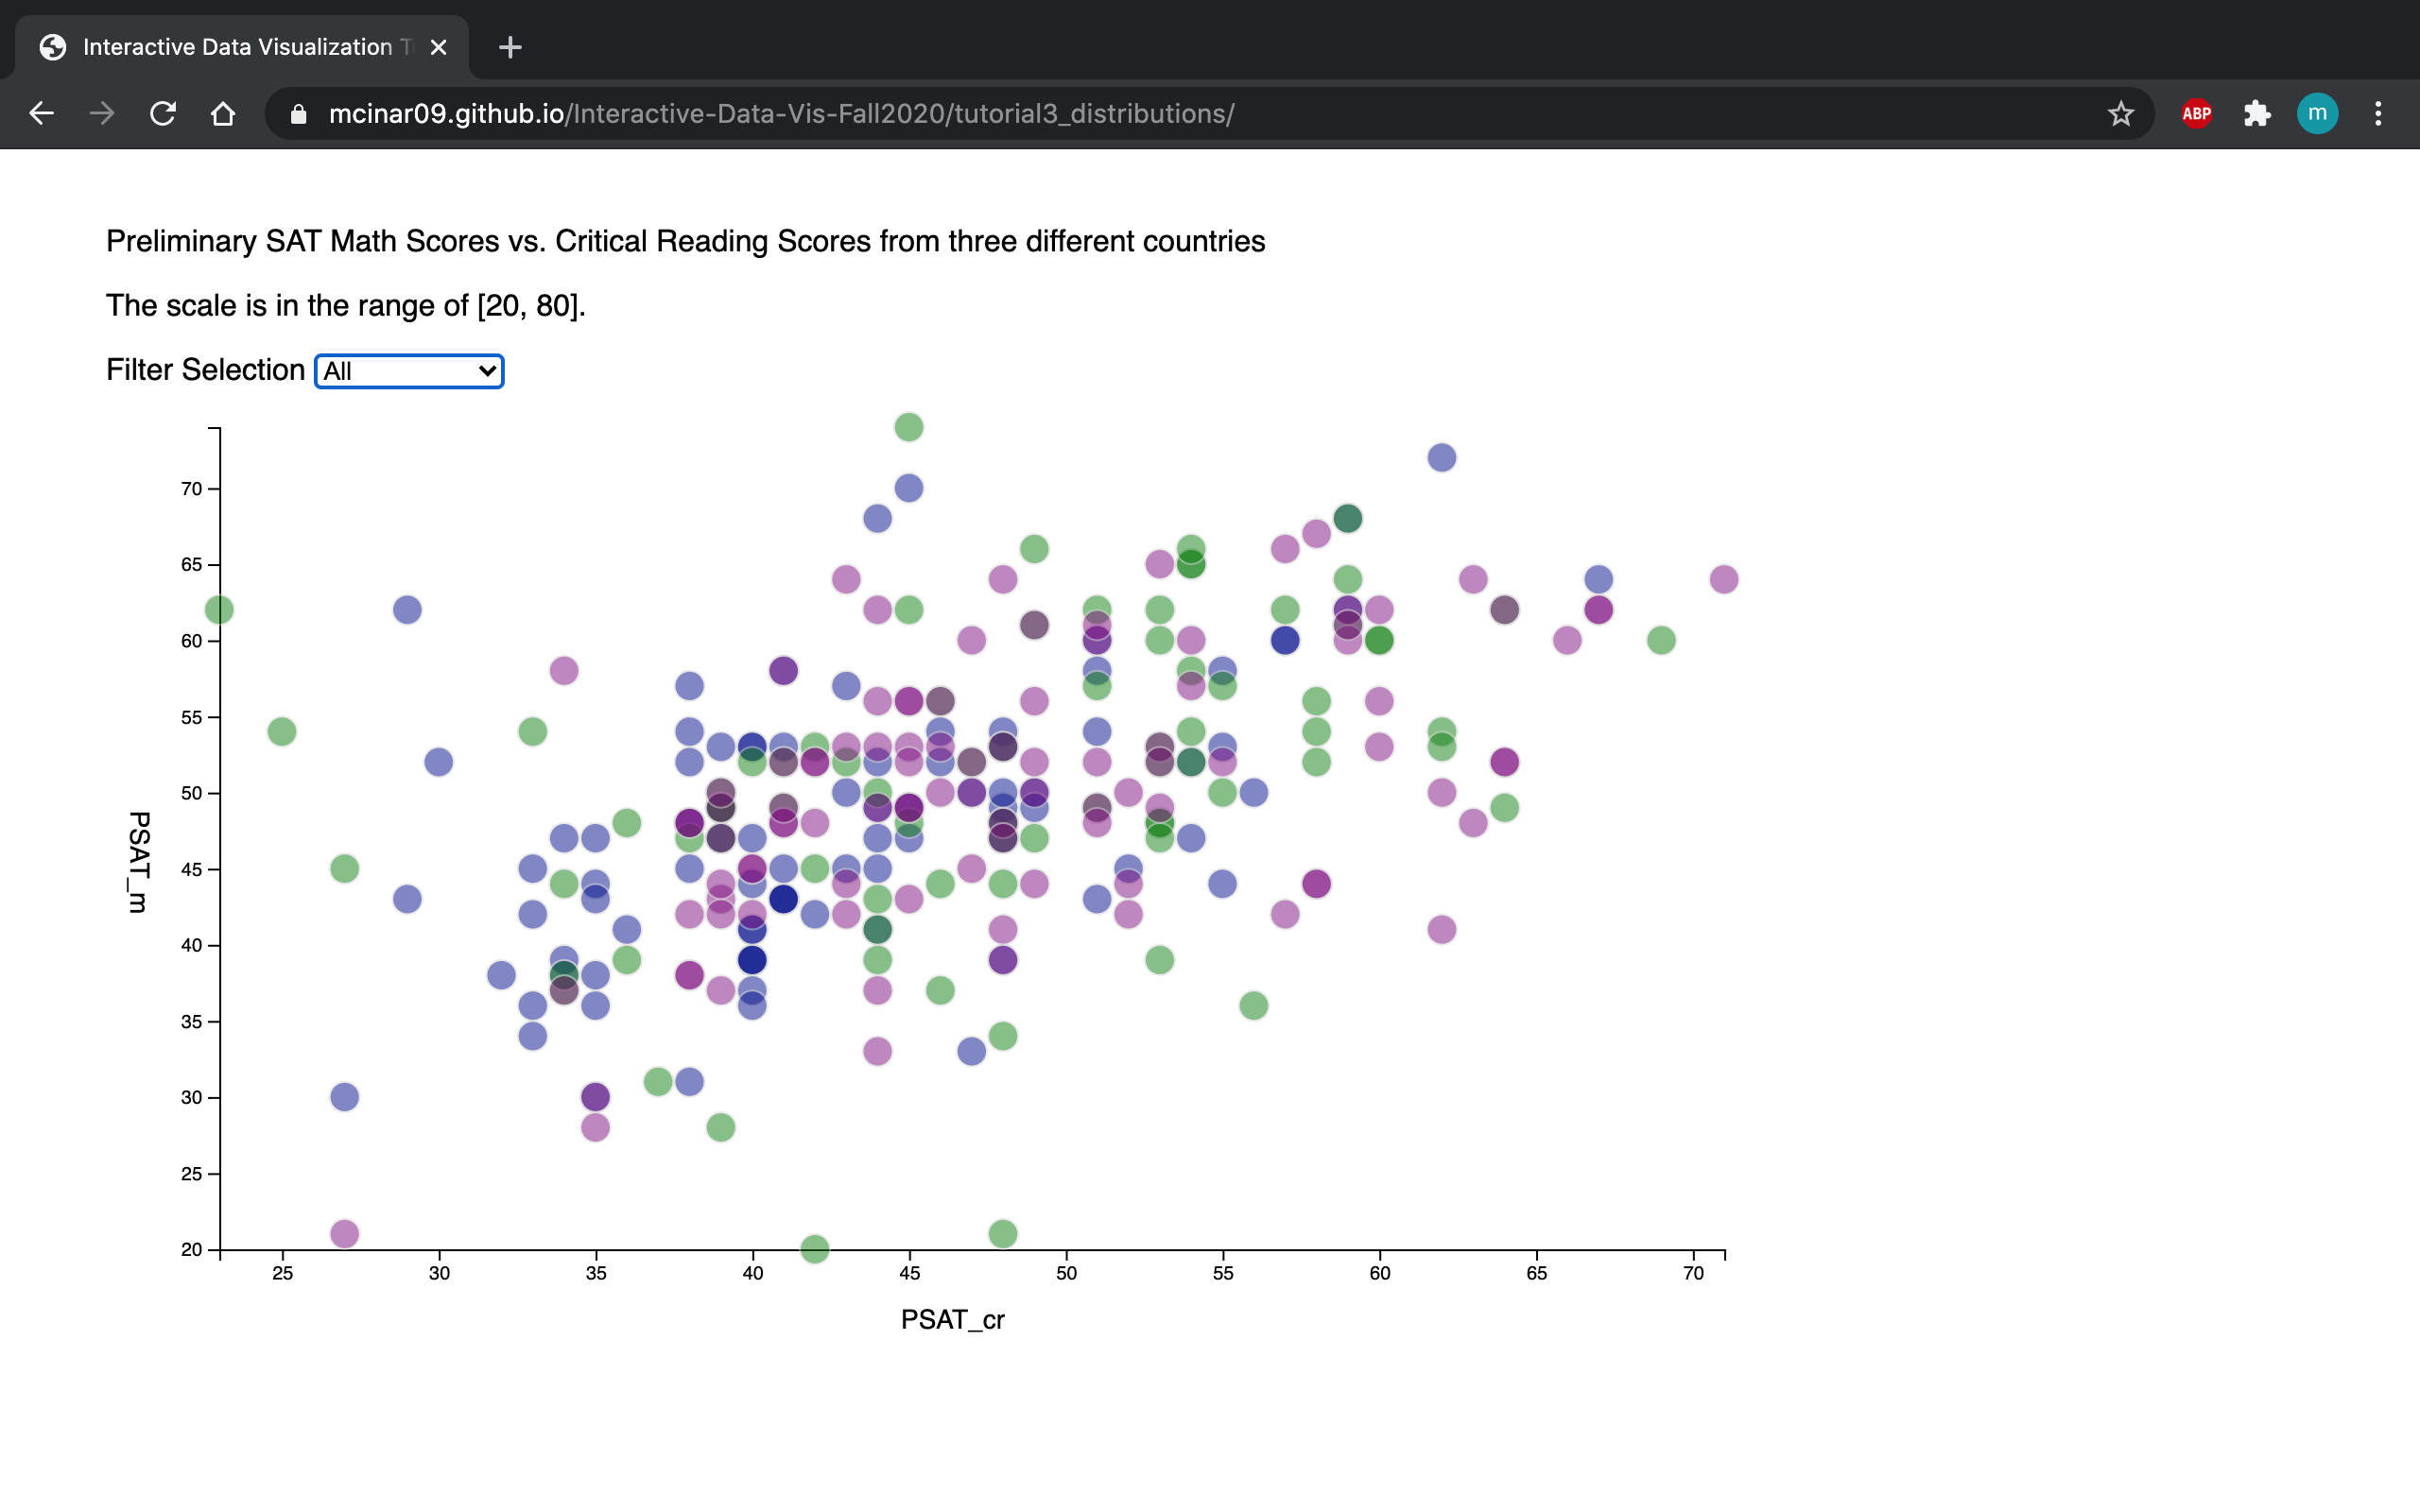 Interactive Data Visualization T
mcinar09.github.io/Interactive-Data-Vis-Fall2020/tutorial3_distributions/
ABP
m
Preliminary SAT Math Scores vs. Critical Reading Scores from three different countries
The scale is in the range of [20, 80].
Filter Selection All
70
65
60
55
50
45
40
35
30
25
20
PSAT_m
25 30 35 40 45 50 55 60 65 70
PSAT_cr